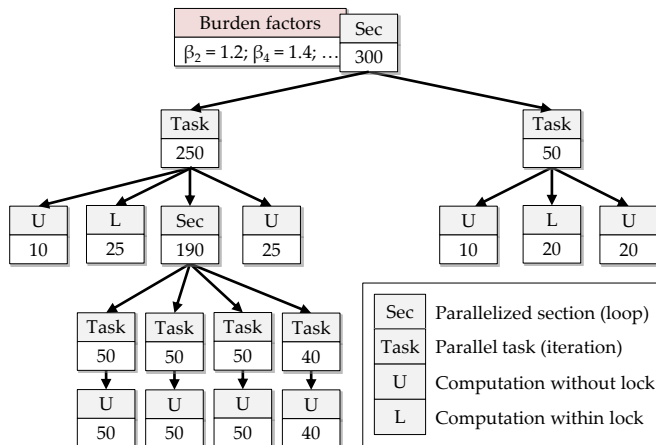 Burden factors
β2 = 1.2; β4 = 1.4; …
Sec
300
Task
250
Task
50
U
10
L
25
Sec
190
U
25
U
10
L
20
U
20
Task
50
Task
50
Task
50
Task
40
U
50
U
50
U
50
U
40
Sec Parallelized section (loop)
Task Parallel task (iteration)
U Computation without lock
L Computation within lock